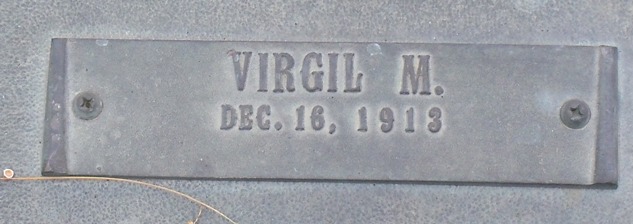 VIRGIL M.
DEC. 16, 1913